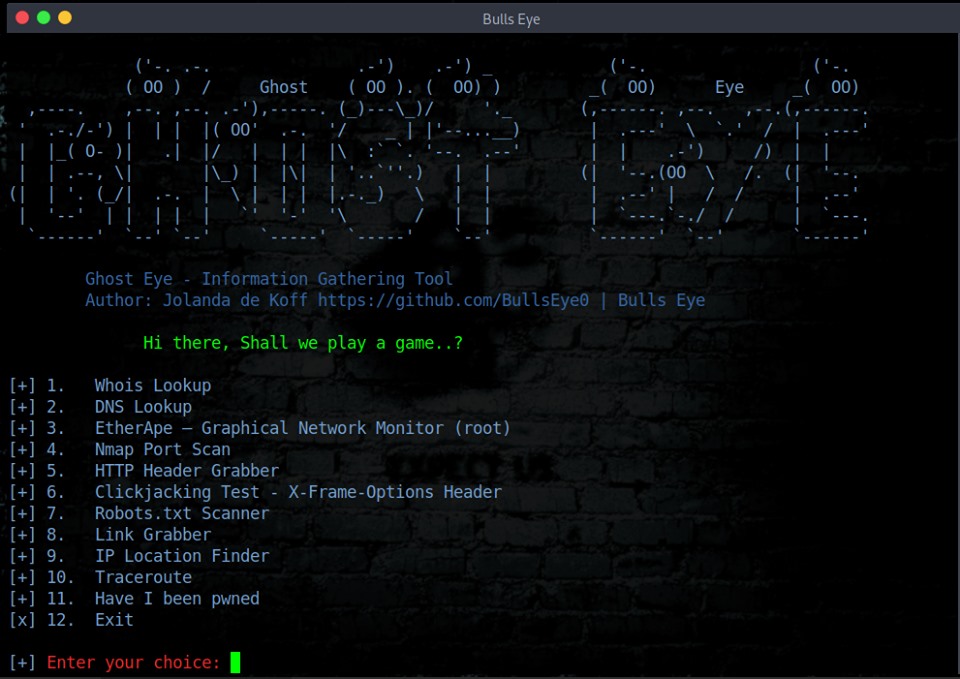 Bulls Eye
Ghost Eye
Ghost Eye - Information Gathering Tool
Author: Jolanda de Koff https://github.com/BullsEye0 | Bulls Eye
Hi there, Shall we play a game..?
[+] 1. Whois Lookup
[+] 2. DNS Lookup
[+] 3. EtherApe – Graphical Network Monitor (root)
[+] 4. Nmap Port Scan
[+] 5. HTTP Header Grabber
[+] 6. Clickjacking Test - X-Frame-Options Header
[+] 7. Robots.txt Scanner
[+] 8. Link Grabber
[+] 9. IP Location Finder
[+] 10. Traceroute
[+] 11. Have I been pwned
[x] 12. Exit
[+] Enter your choice: